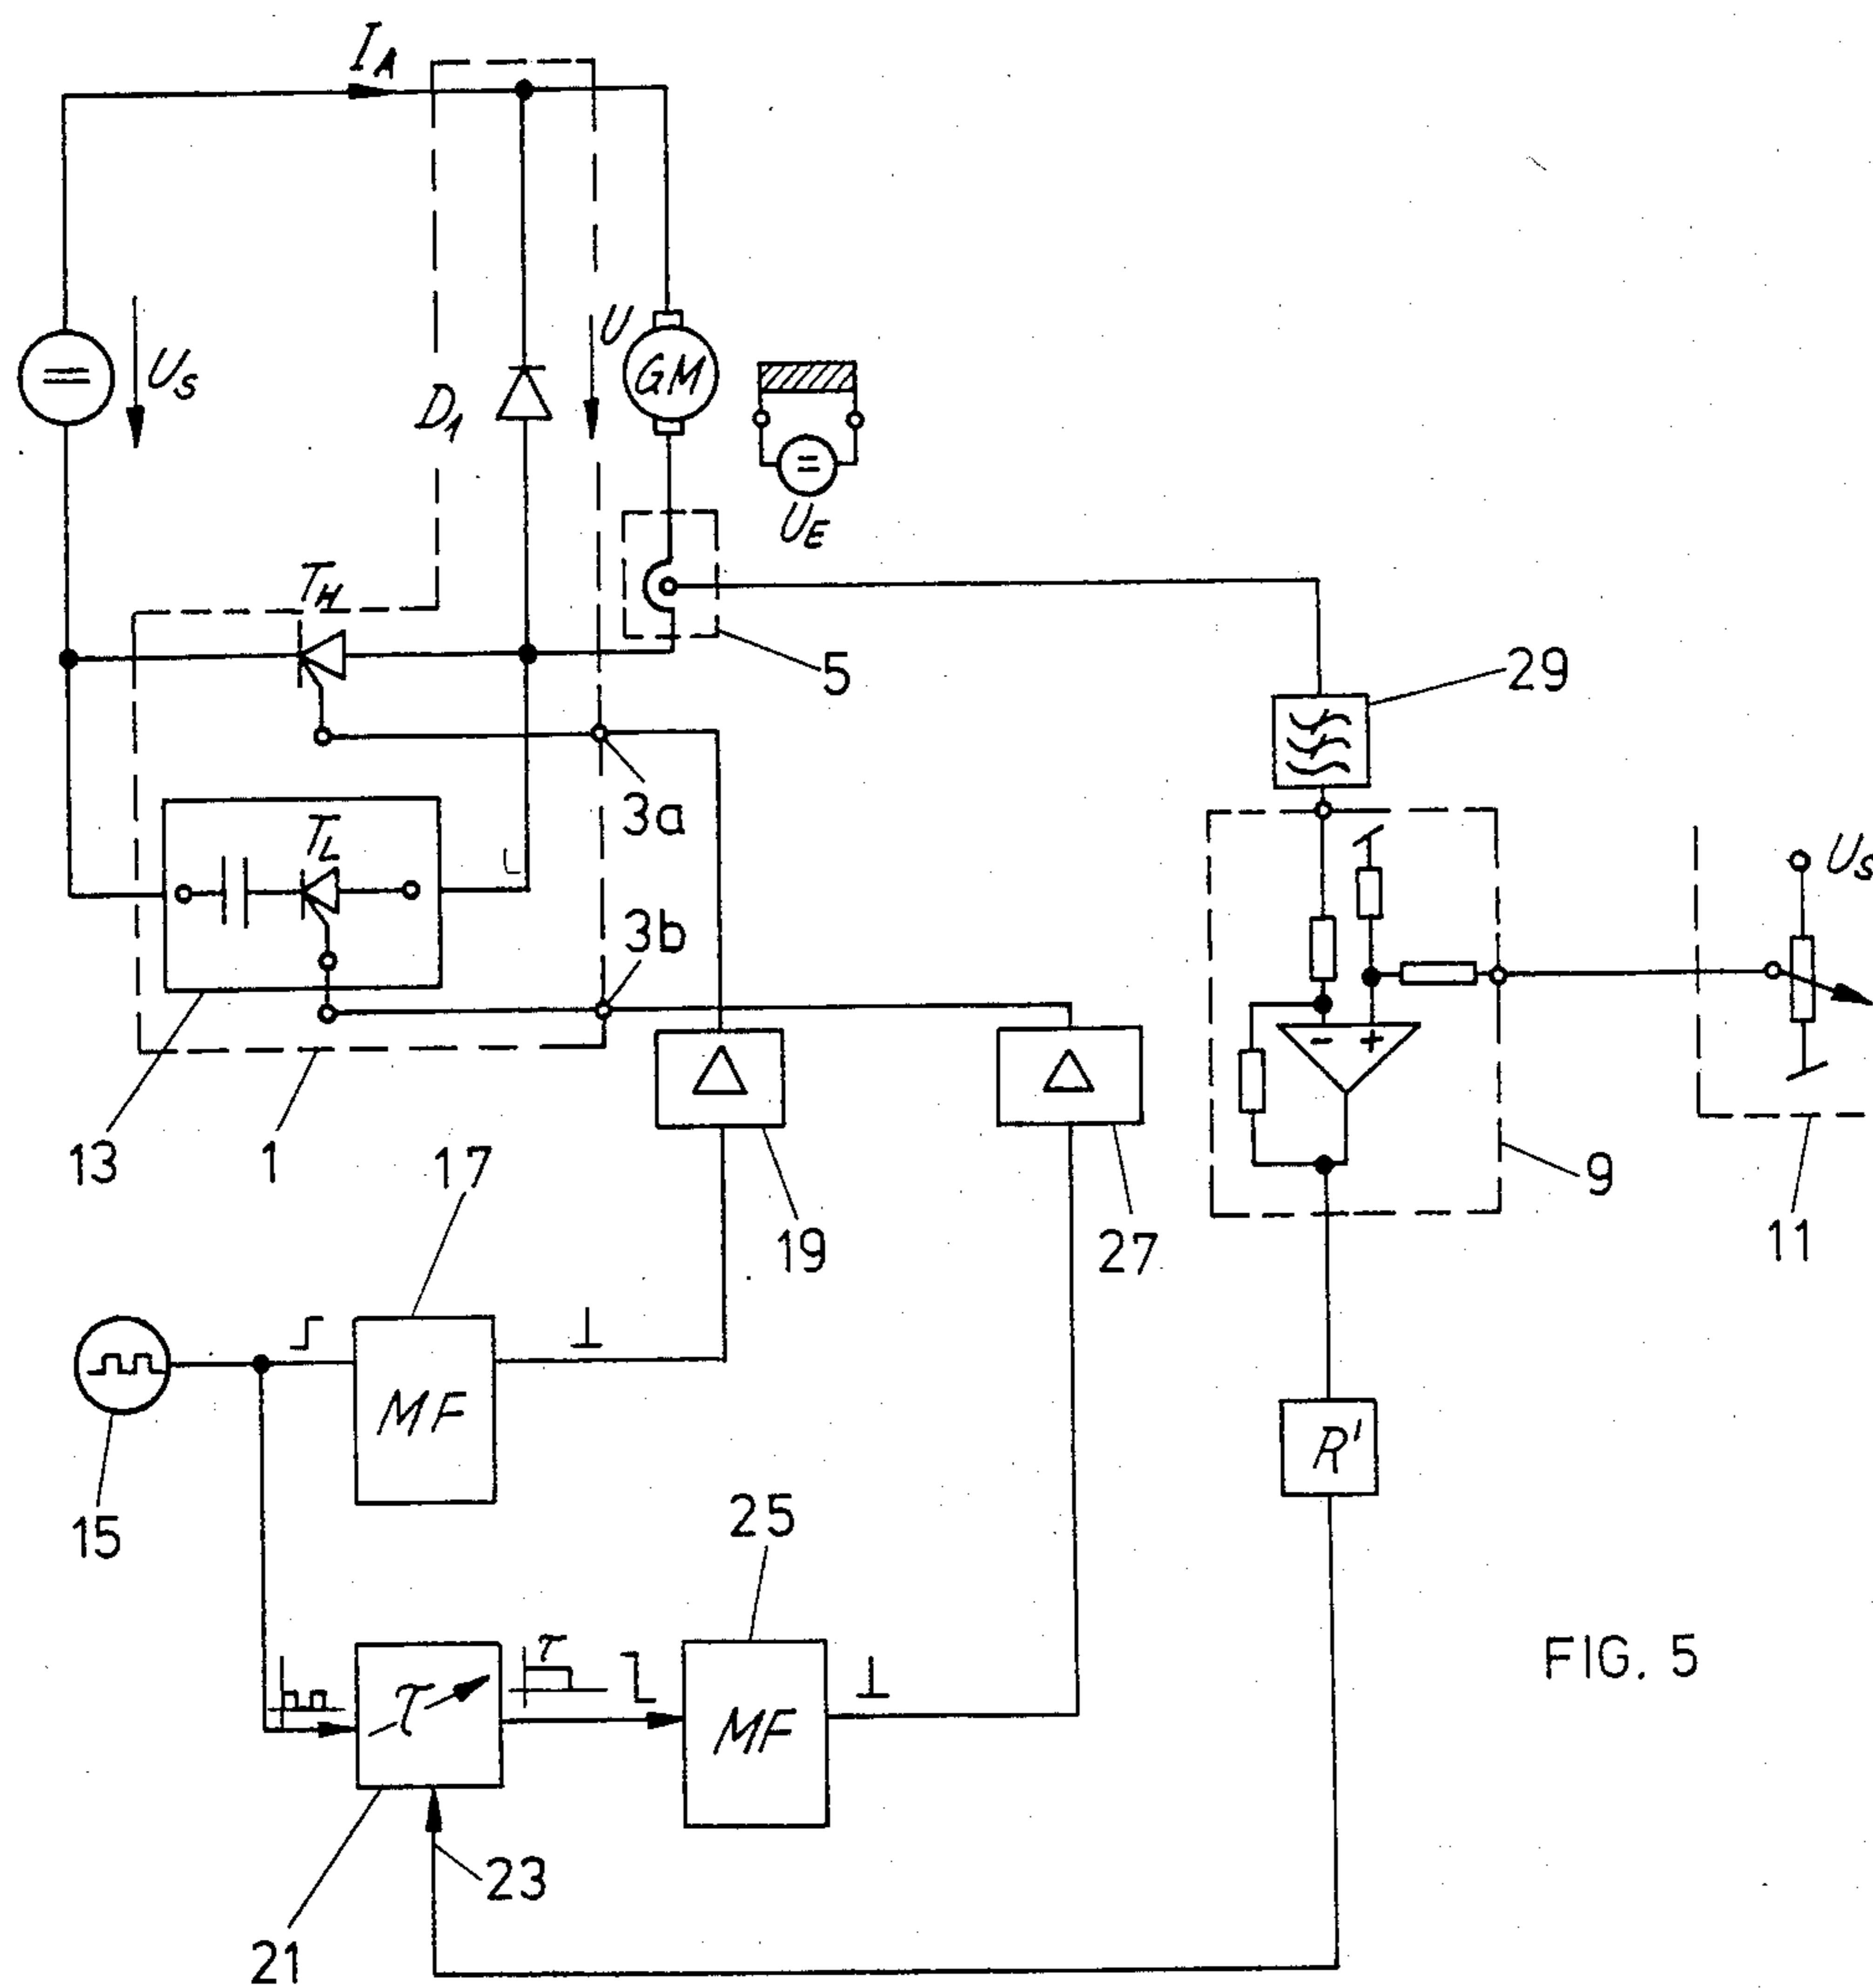 I_A
U_S
D_1
U
GM
U_E
T_H
5
29
3a
T_L
U_S
3b
- +
13
1
17
19
27
9
11
MF
15
R'
25
τ
τ
MF
FIG. 5
23
21